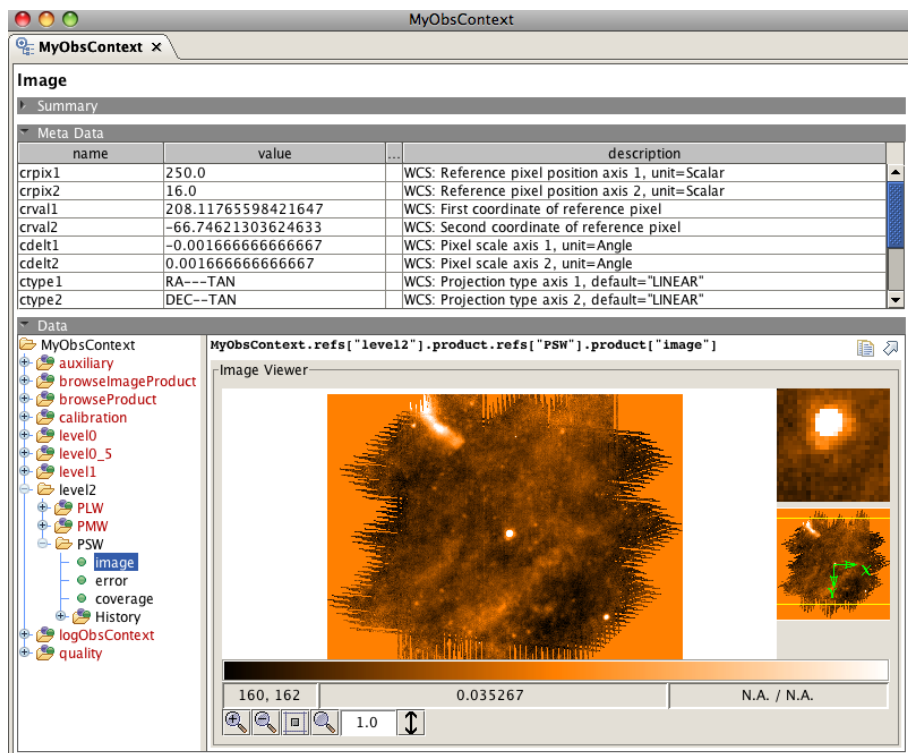 MyObsContext
MyObsContext ×
Image
Summary
Meta Data
name value ... description
crpix1 250.0 WCS: Reference pixel position axis 1, unit=Scalar
crpix2 16.0 WCS: Reference pixel position axis 2, unit=Scalar
crval1 208.11765598421647 WCS: First coordinate of reference pixel
crval2 -66.74621303624633 WCS: Second coordinate of reference pixel
cdelt1 -0.001666666666666667 WCS: Pixel scale axis 1, unit=Angle
cdelt2 0.001666666666666667 WCS: Pixel scale axis 2, unit=Angle
ctype1 RA---TAN WCS: Projection type axis 1, default="LINEAR"
ctype2 DEC--TAN WCS: Projection type axis 2, default="LINEAR"
Data
MyObsContext
auxiliary
browseImageProduct
browseProduct
calibration
level0
level0_5
level1
level2
PLW
PMW
PSW
image
error
coverage
History
logObsContext
quality
MyObsContext.refs["level2"].product.refs["PSW"].product["image"]
Image Viewer
X
Y
160, 162 0.035267 N.A. / N.A.
1.0